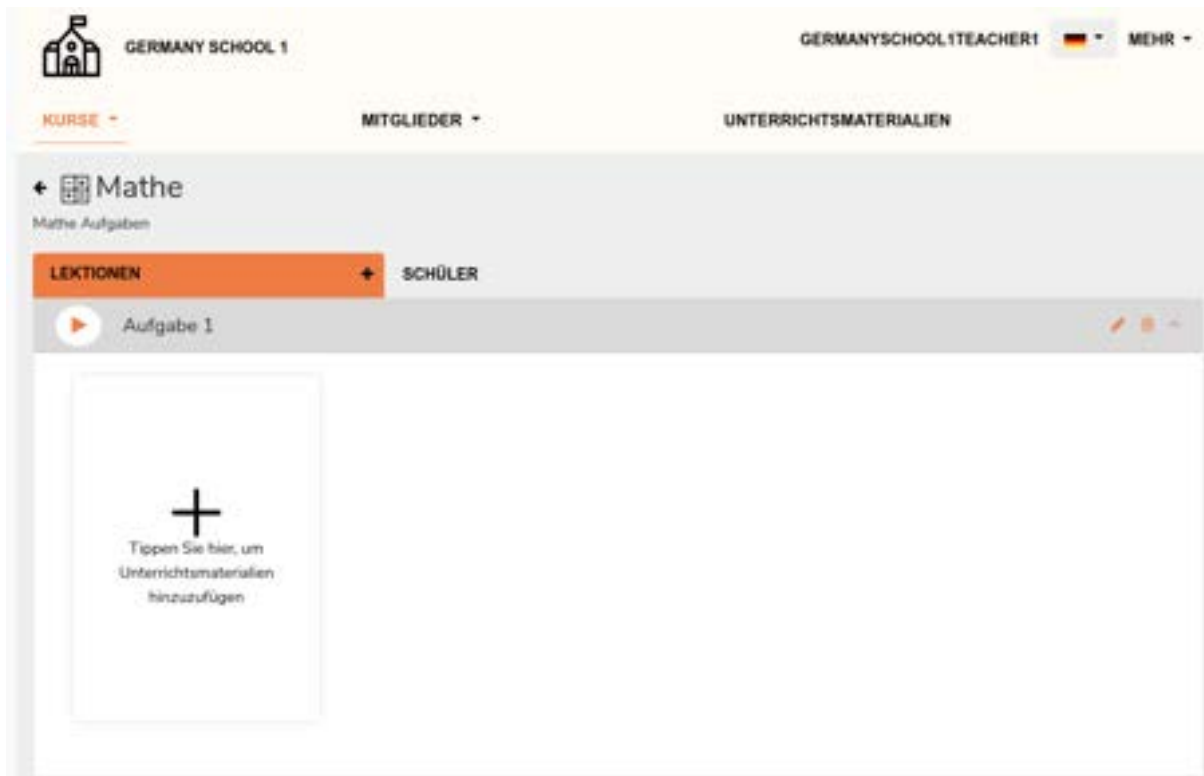 GERMANY SCHOOL 1
GERMANYSCHOOL1TEACHER1 MEHR
KURSE MITGLIEDER UNTERRICHTSMATERIALIEN
Mathe
Mathe Aufgaben
LEKTIONEN + SCHÜLER
Aufgabe 1
Tippen Sie hier, um
Unterrichtsmaterialien
hinzuzufügen